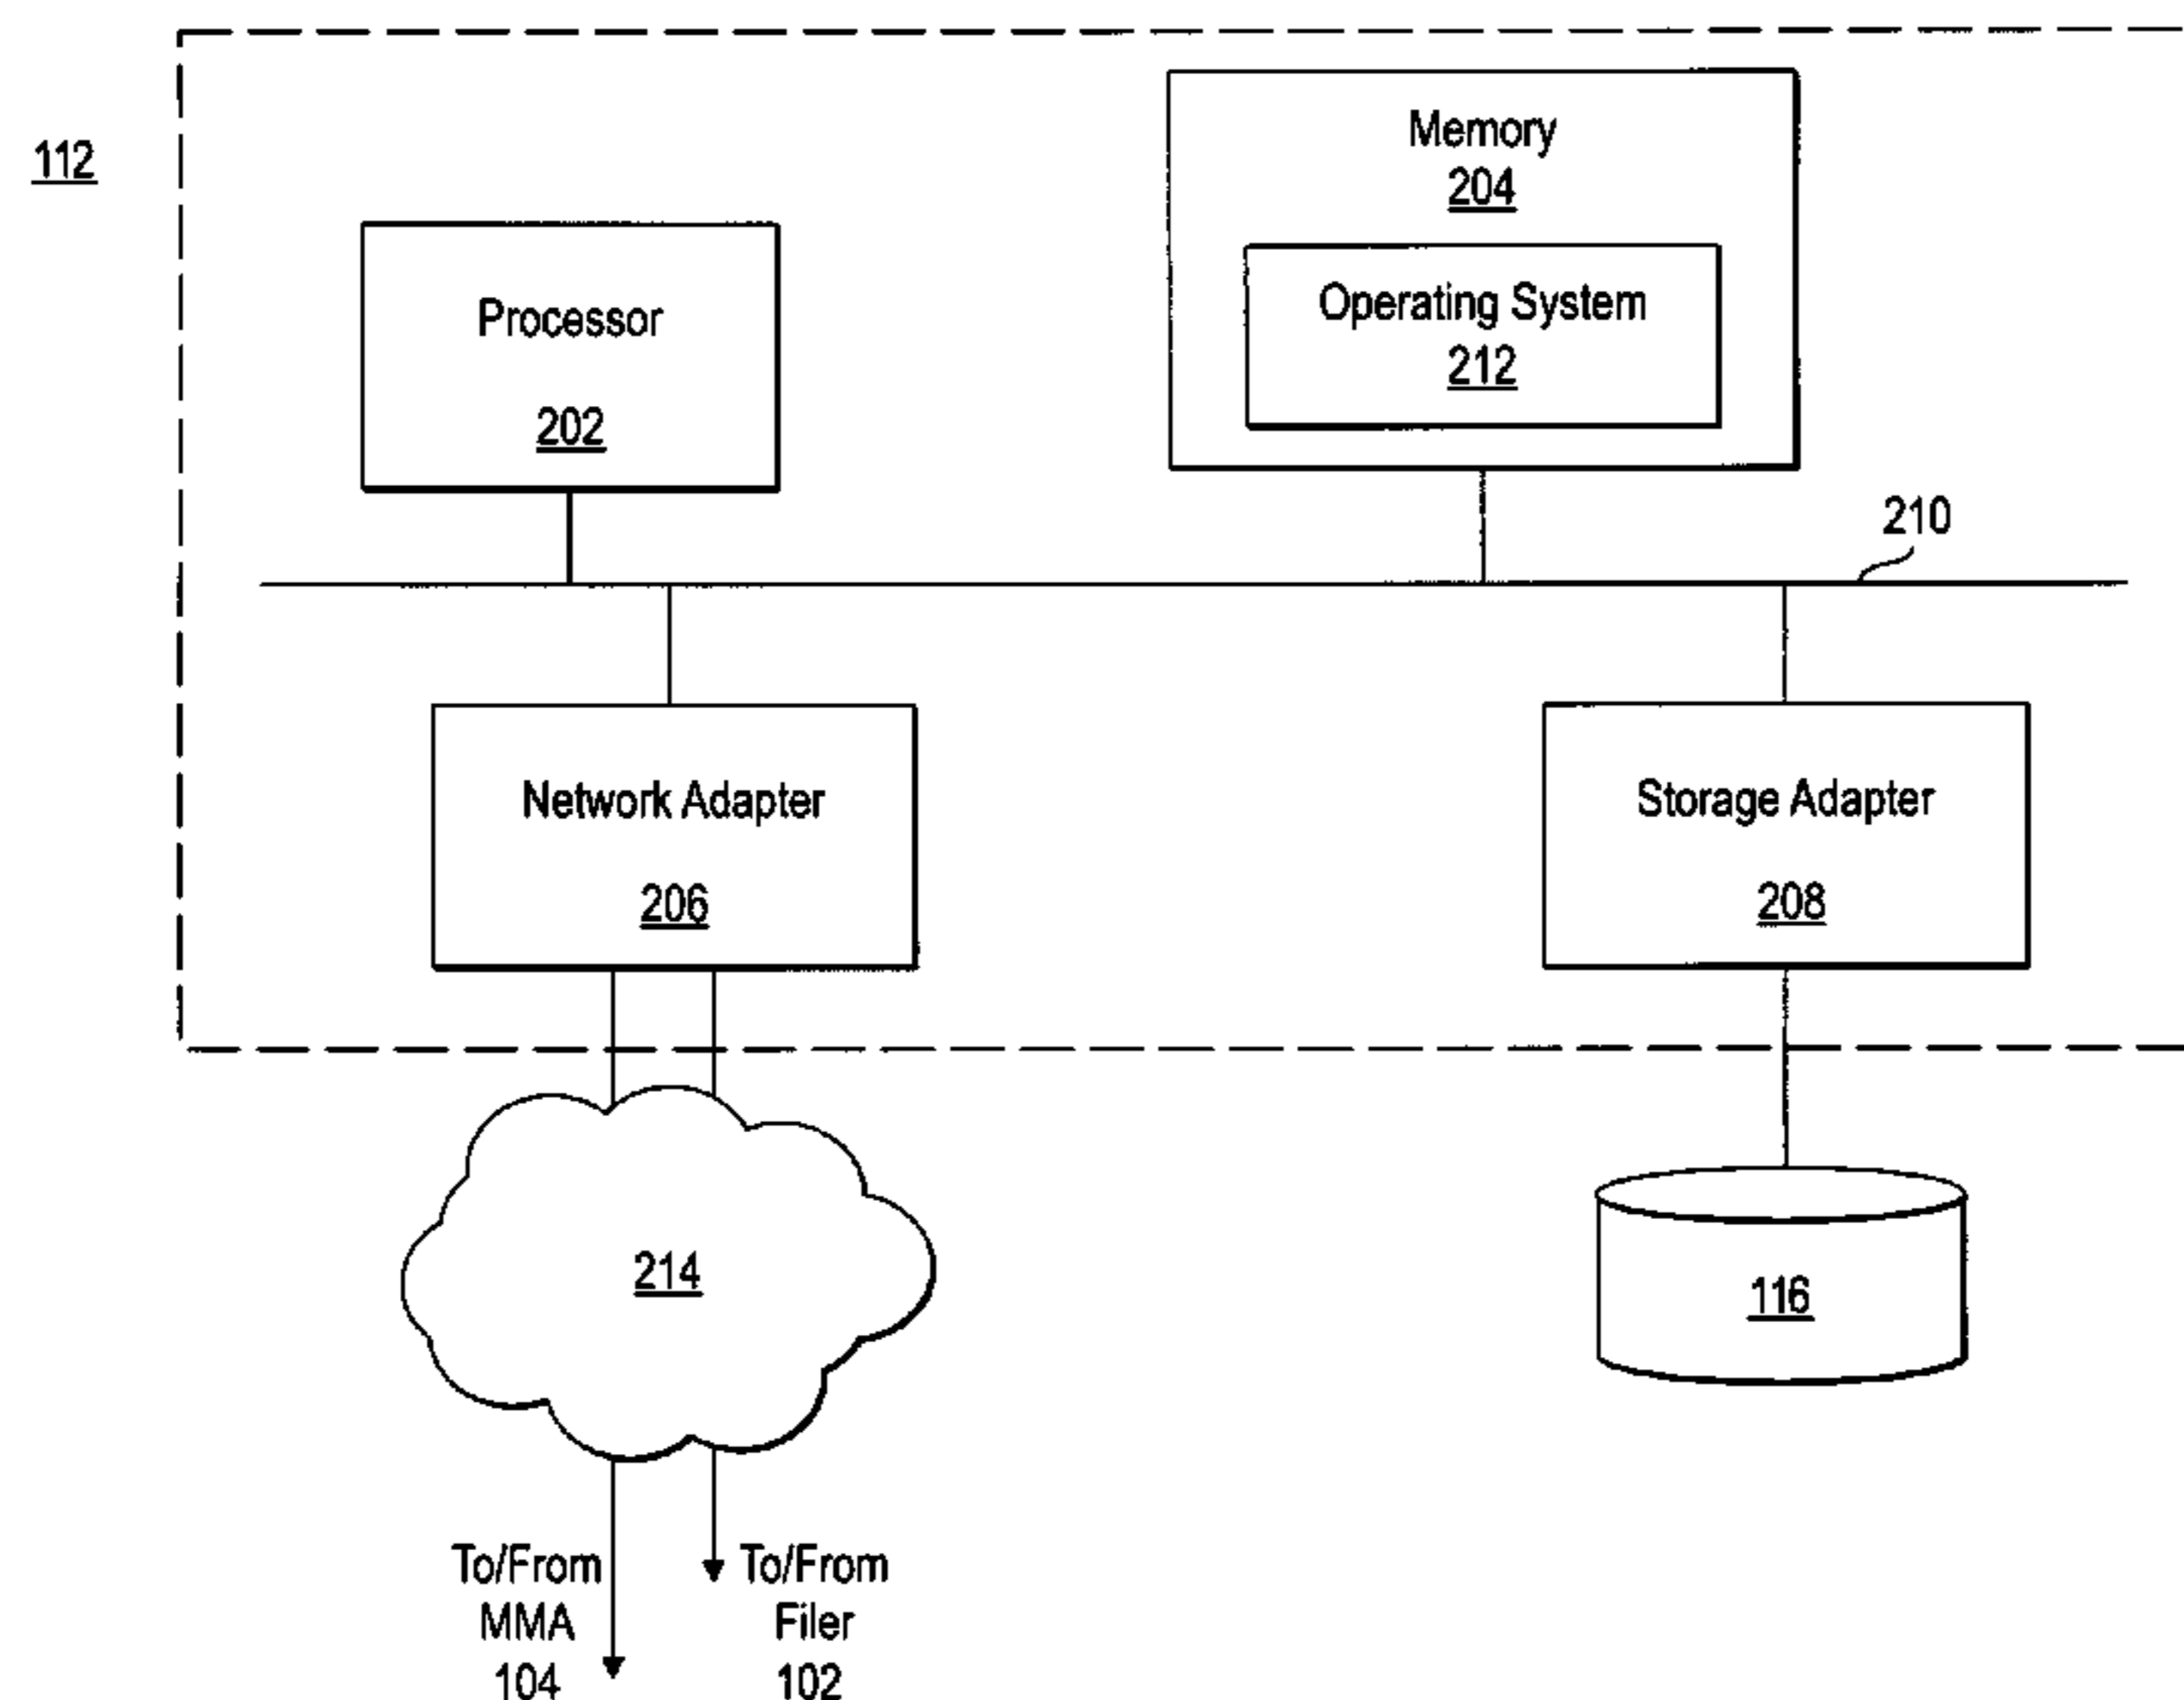 112
Memory
204
Operating System
212
Processor
202
210
Network Adapter
206
Storage Adapter
208
214
116
To/From
MMA
104
To/From
Filer
102